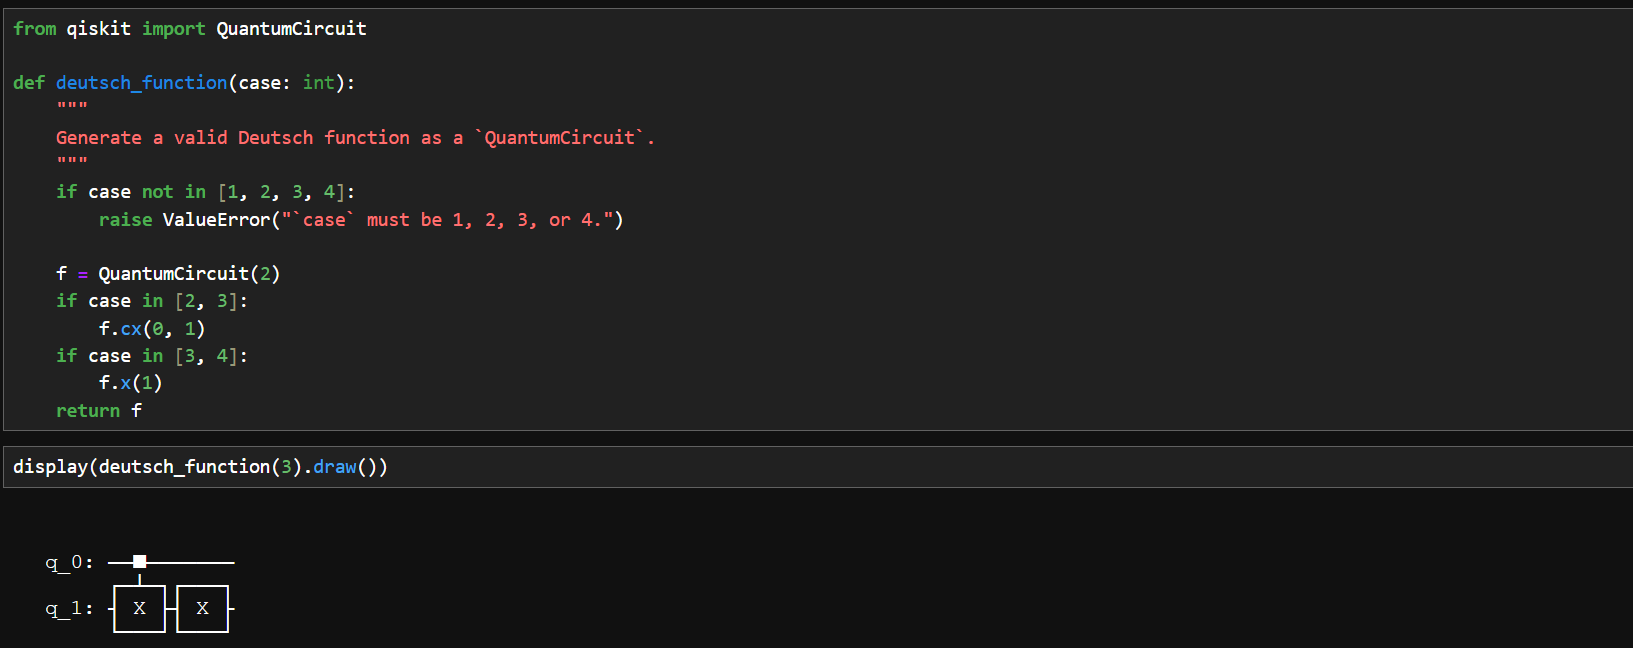 from qiskit import QuantumCircuit
def deutsch_function(case: int):
    """
    Generate a valid Deutsch function as a `QuantumCircuit`.
    """
    if case not in [1, 2, 3, 4]:
        raise ValueError("`case` must be 1, 2, 3, or 4.")
    f = QuantumCircuit(2)
    if case in [2, 3]:
        f.cx(0, 1)
    if case in [3, 4]:
        f.x(1)
    return f
display(deutsch_function(3).draw())
q_0:
q_1: X X